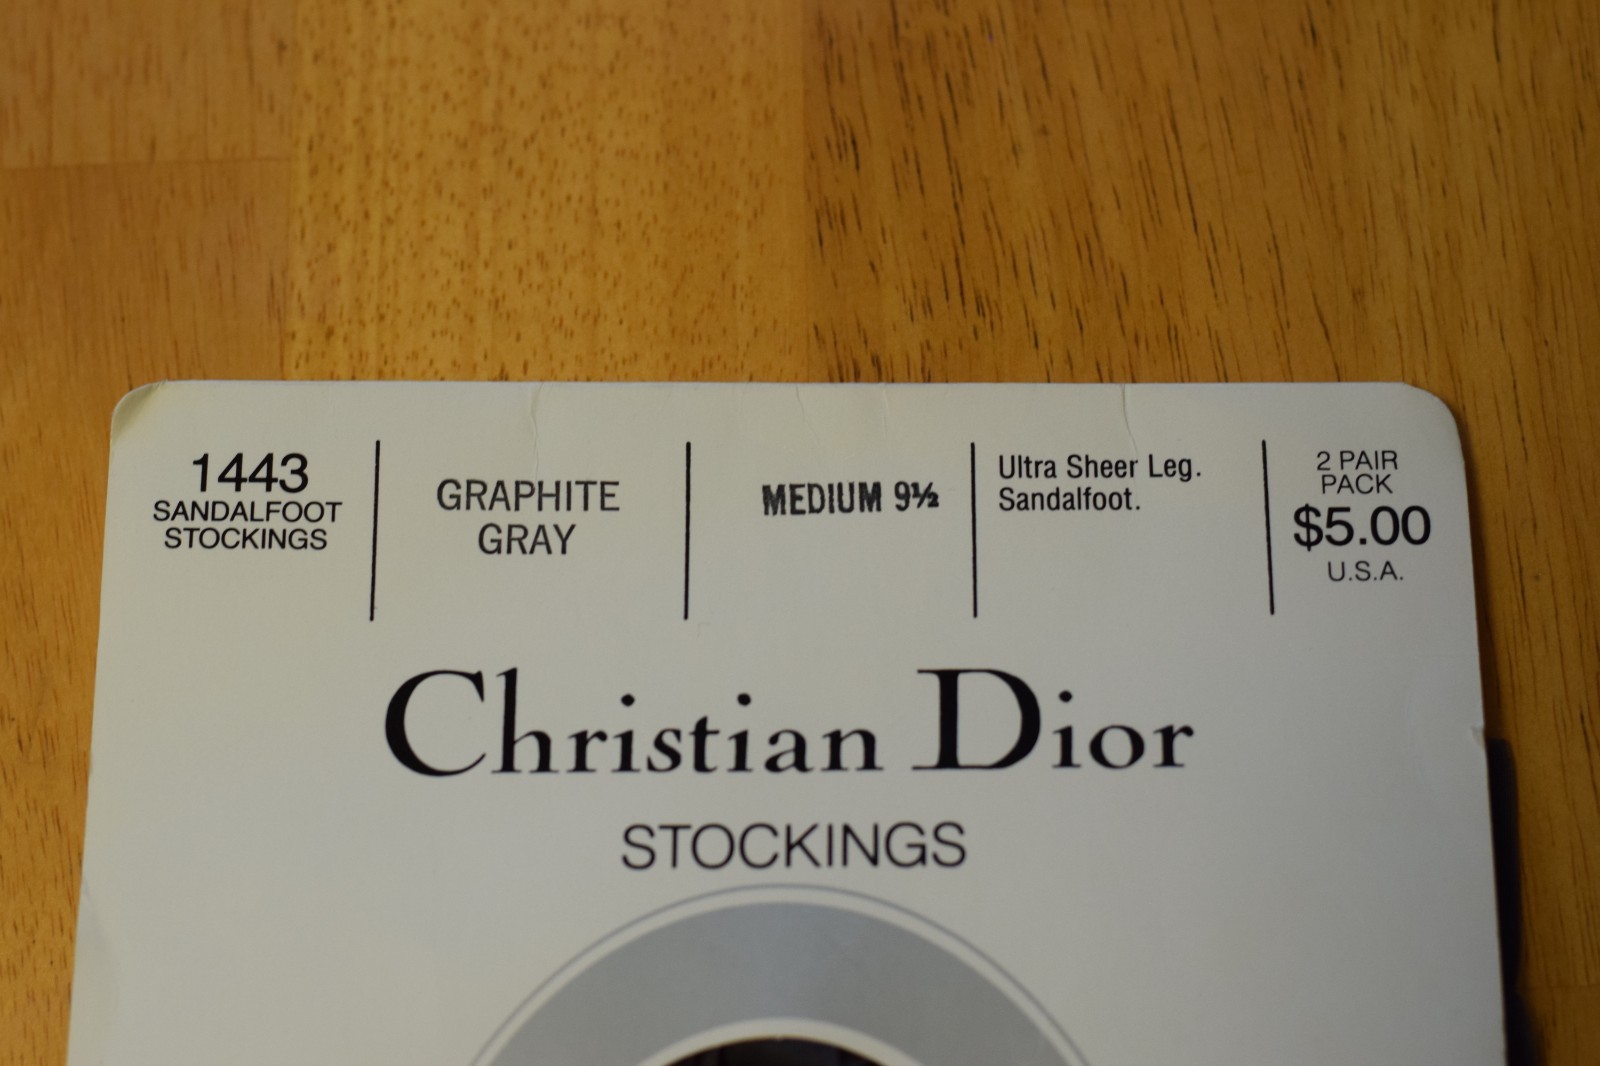 1443
SANDALFOOT
STOCKINGS
GRAPHITE
GRAY
MEDIUM 9½
Ultra Sheer Leg.
Sandalfoot.
2 PAIR
PACK
$5.00
U.S.A.
Christian Dior
STOCKINGS